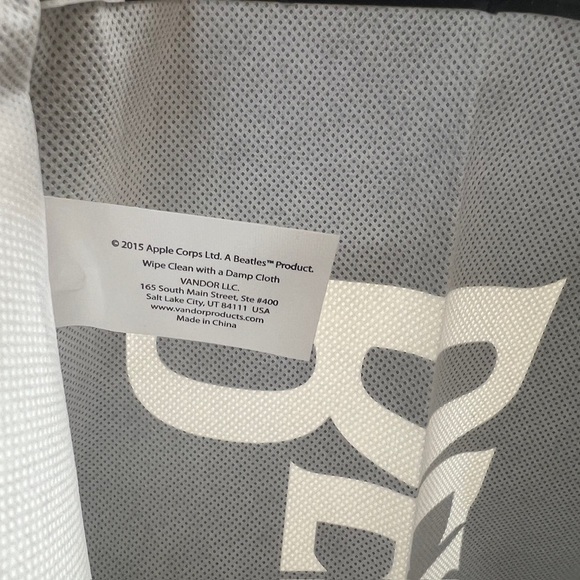 © 2015 Apple Corps Ltd. A Beatles™ Product.
Wipe Clean with a Damp Cloth
VANDOR LLC.
165 South Main Street, Ste #400
Salt Lake City, UT 84111 USA
www.vandorproducts.com
Made in China